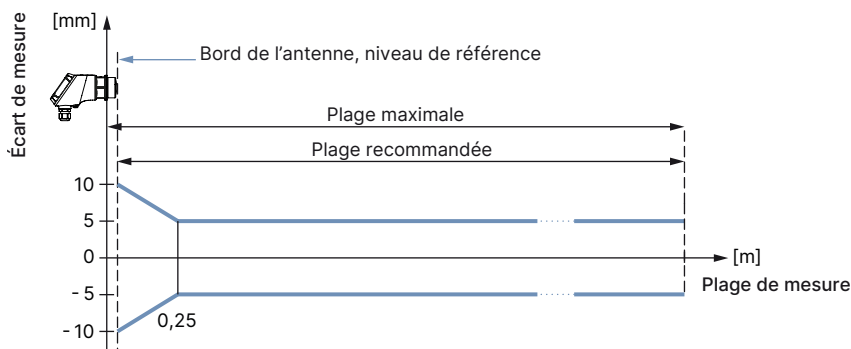 [mm]
Écart de mesure
Bord de l’antenne, niveau de référence
Plage maximale
Plage recommandée
10
5
0
- 5
- 10
0,25
[m]
Plage de mesure